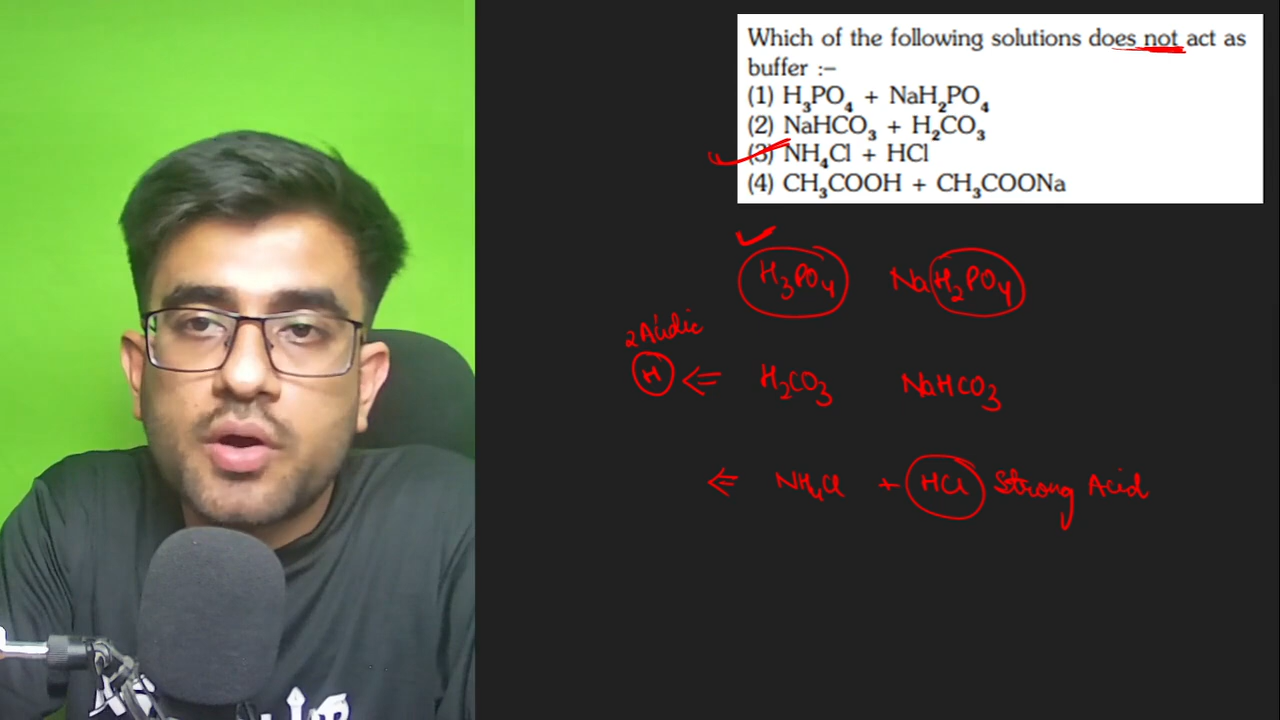 Which of the following solutions does not act as
buffer :–
(1) H₃PO₄ + NaH₂PO₄
(2) NaHCO₃ + H₂CO₃
(3) NH₄Cl + HCl
(4) CH₃COOH + CH₃COONa
H₃PO₄ NaH₂PO₄
2 Acidic
H ⇐ H₂CO₃ NaHCO₃
⇐ NH₄Cl + HCl Strong Acid